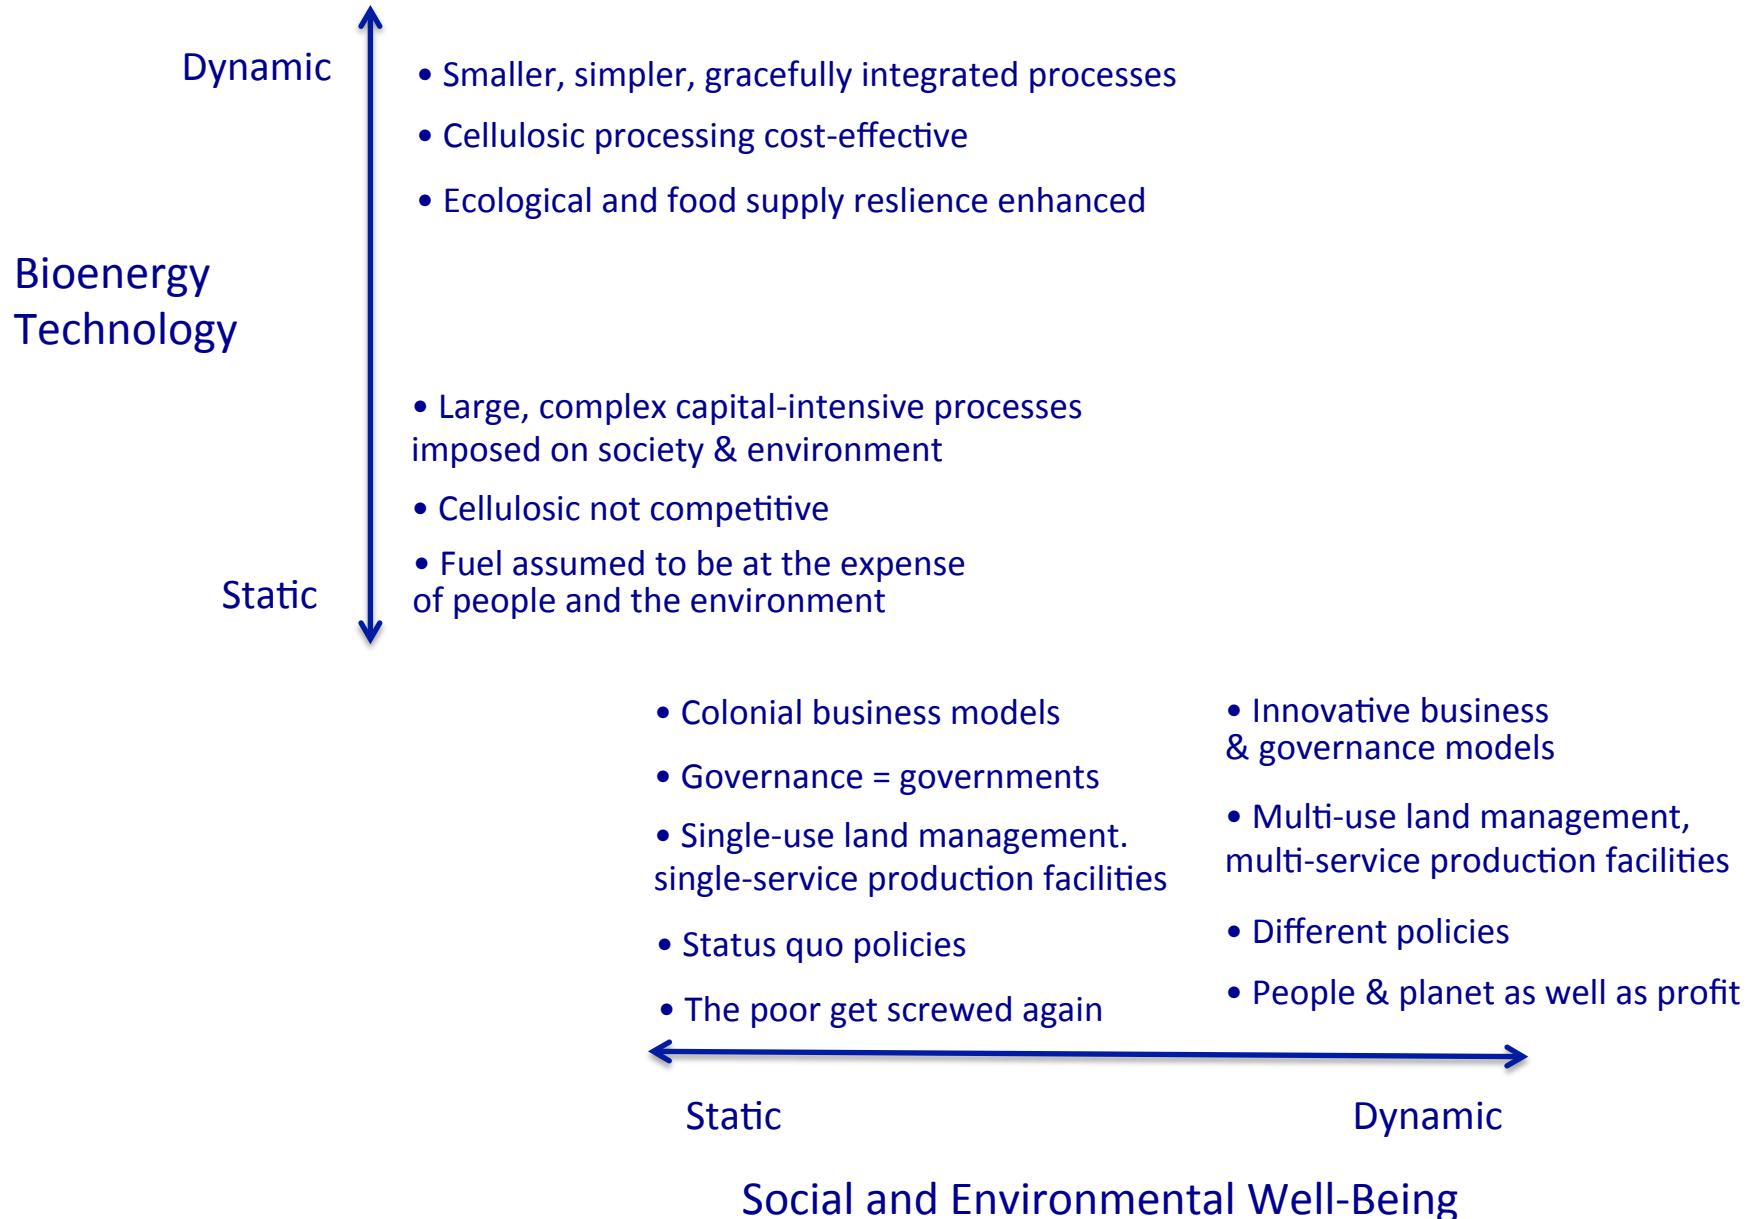 Dynamic
• Smaller, simpler, gracefully integrated processes
• Cellulosic processing cost-effective
• Ecological and food supply reslience enhanced
Bioenergy
Technology
• Large, complex capital-intensive processes
imposed on society & environment
• Cellulosic not competitive
• Fuel assumed to be at the expense
of people and the environment
Static
• Colonial business models
• Governance = governments
• Single-use land management.
single-service production facilities
• Status quo policies
• The poor get screwed again
• Innovative business
& governance models
• Multi-use land management,
multi-service production facilities
• Different policies
• People & planet as well as profit
Static
Dynamic
Social and Environmental Well-Being